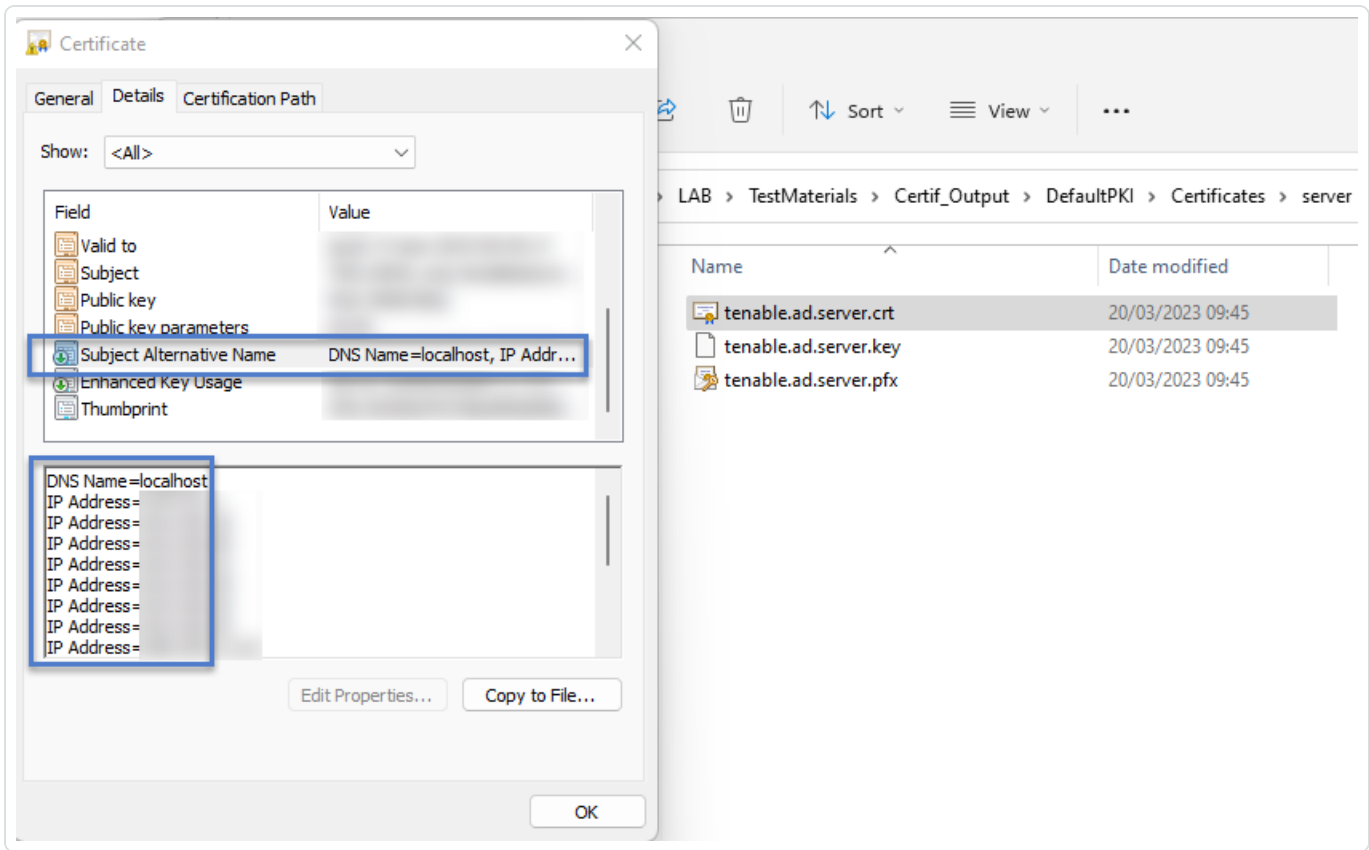 Certificate
General Details Certification Path
Show: <All>
Field Value
Valid to
Subject
Public key
Public key parameters
Subject Alternative Name DNS Name=localhost, IP Addr...
Enhanced Key Usage
Thumbprint
DNS Name=localhost
IP Address=
IP Address=
IP Address=
IP Address=
IP Address=
IP Address=
IP Address=
IP Address=
Edit Properties... Copy to File...
OK
Sort View ...
LAB > TestMaterials > Certif_Output > DefaultPKI > Certificates > server
Name Date modified
tenable.ad.server.crt 20/03/2023 09:45
tenable.ad.server.key 20/03/2023 09:45
tenable.ad.server.pfx 20/03/2023 09:45